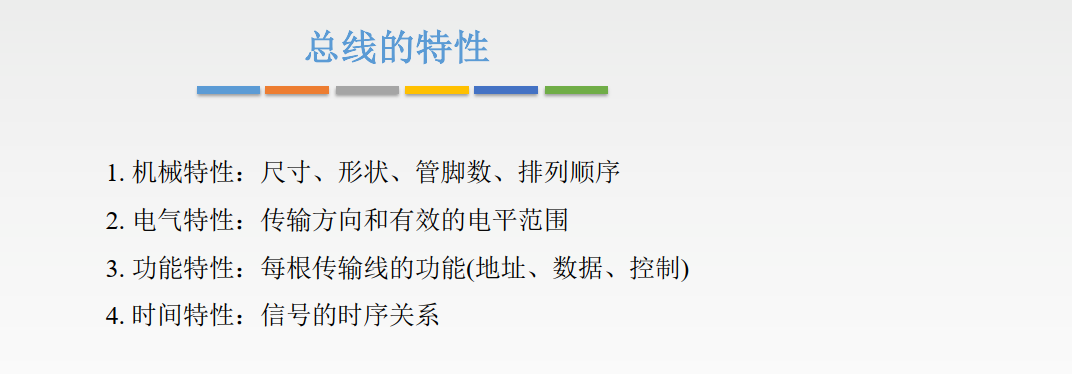 总线的特性
1. 机械特性：尺寸、形状、管脚数、排列顺序
2. 电气特性：传输方向和有效的电平范围
3. 功能特性：每根传输线的功能(地址、数据、控制)
4. 时间特性：信号的时序关系